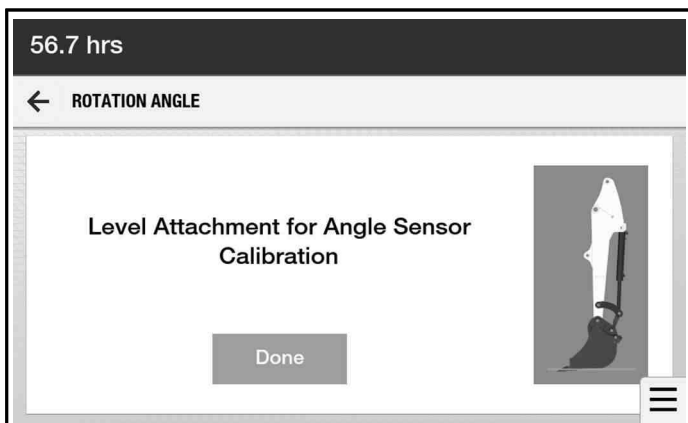 56.7 hrs
ROTATION ANGLE
Level Attachment for Angle Sensor
Calibration
Done